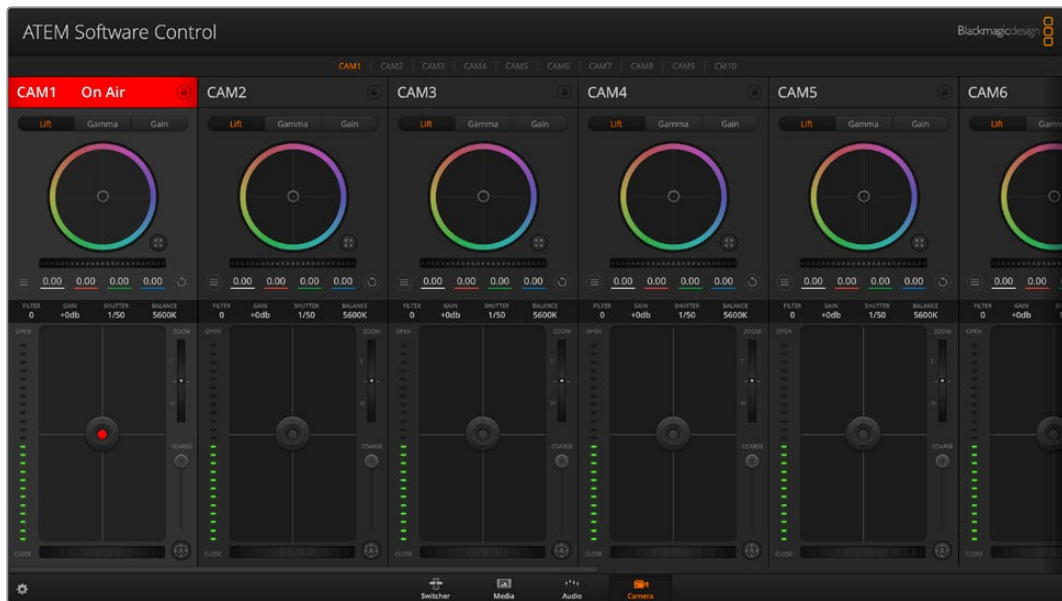 ATEM Software Control
Blackmagicdesign
CAM1 CAM2 CAM3 CAM4 CAM5 CAM6 CAM7 CAM8 CAM9 CM10
CAM1 On Air CAM2 CAM3 CAM4 CAM5 CAM6
Lift Gamma Gain Lift Gamma Gain Lift Gamma Gain Lift Gamma Gain Lift Gamma Gain Lift Gam
0.00 0.00 0.00 0.00 0.00 0.00 0.00 0.00 0.00 0.00 0.00 0.00 0.00 0.00 0.00 0.00 0.00 0.00 0.00 0.00 0.00 0.00
FILTER GAIN SHUTTER BALANCE FILTER GAIN SHUTTER BALANCE FILTER GAIN SHUTTER BALANCE FILTER GAIN SHUTTER BALANCE FILTER GAIN SHUTTER BALANCE FILTER GAIN
0 +0db 1/50 5600K 0 +0db 1/50 5600K 0 +0db 1/50 5600K 0 +0db 1/50 5600K 0 +0db 1/50 5600K 0 +0db
OPEN ZOOM OPEN ZOOM OPEN ZOOM OPEN ZOOM OPEN ZOOM OPEN
COARSE COARSE COARSE COARSE COARSE
CLOSE CLOSE CLOSE CLOSE CLOSE CLOSE
Switcher Media Audio Camera